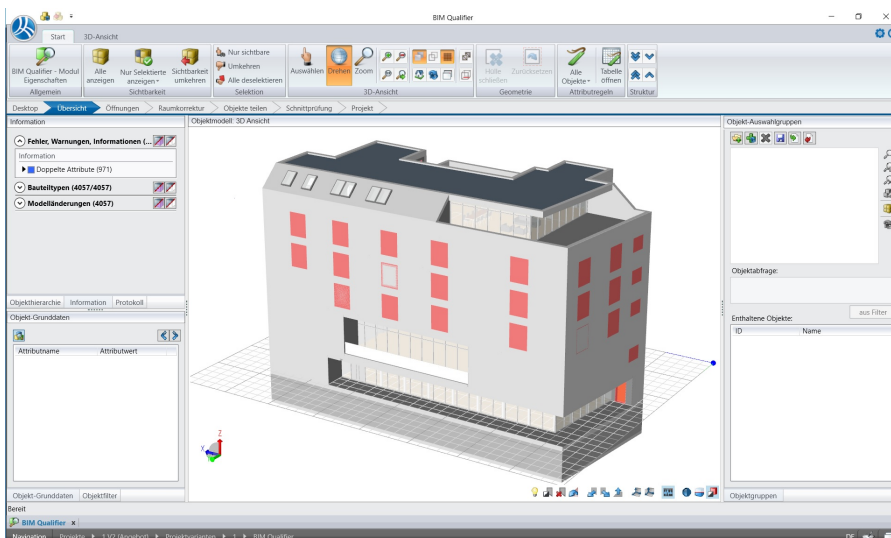 BIM Qualifier
Start
3D-Ansicht
BIM Qualifier - Modul
Eigenschaften
Alle
anzeigen
Nur Selektierte
anzeigen
Sichtbarkeit
umkehren
Nur sichtbare
Umkehren
Alle deselektieren
Auswählen
Drehen
Zoom
Hülle
schließen
Zurücksetzen
Alle
Objekte
Tabelle
öffnen
Allgemein
Sichtbarkeit
Selektion
3D-Ansicht
Geometrie
Attributregeln
Struktur
Desktop
Übersicht
Öffnungen
Raumkorrektur
Objekte teilen
Schnittprüfung
Projekt
Information
Objektmodell: 3D Ansicht
Objekt-Auswahlgruppen
Fehler, Warnungen, Informationen (...
Information
Doppelte Attribute (971)
Bauteiltypen (4057/4057)
Modelländerungen (4057)
Objekthierarchie
Information
Protokoll
Objekt-Grunddaten
Attributname
Attributwert
Objektabfrage:
aus Filter
Enthaltene Objekte:
ID
Name
Z
X
Objekt-Grunddaten
Objektfilter
Objektgruppen
Bereit
BIM Qualifier x
Navigation
Projekte
1 V2 (Angebot)
Projektvarianten
1
BIM Qualifier
DE